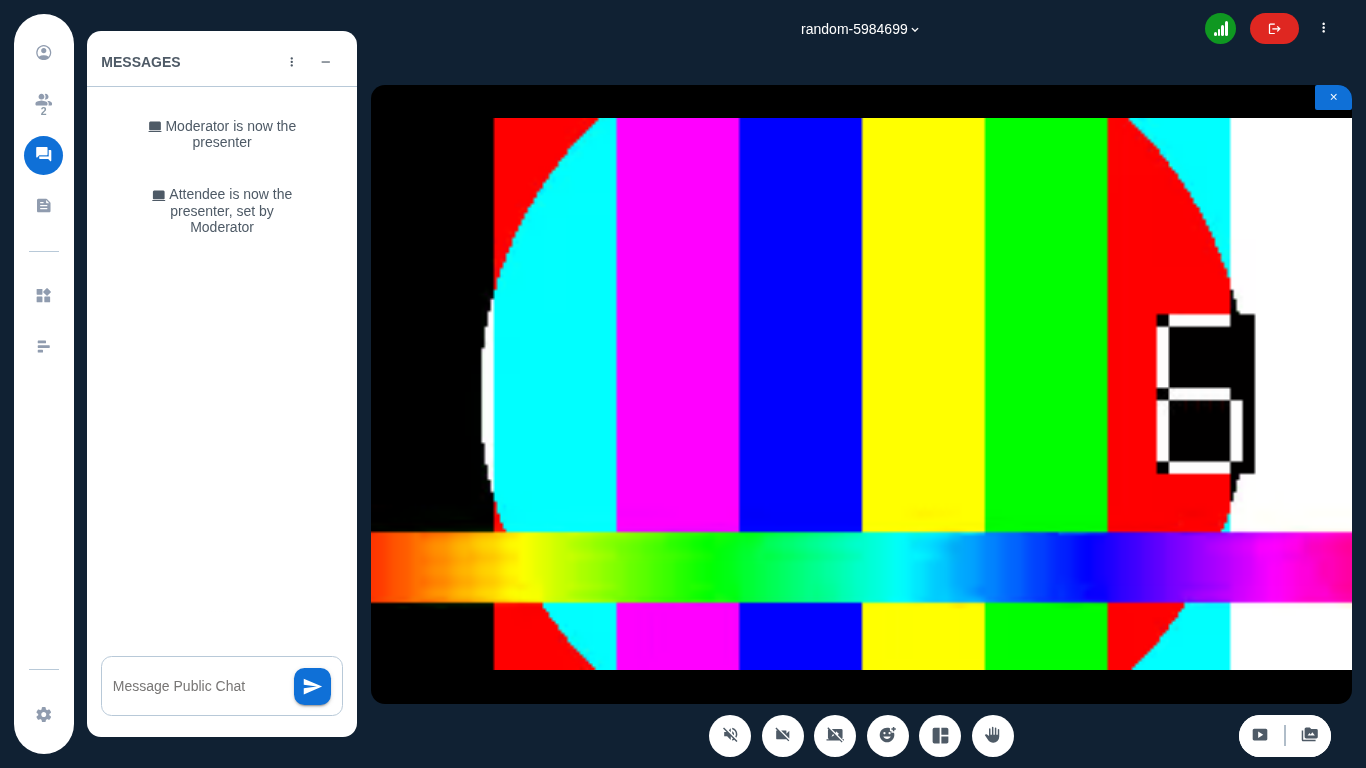 random-5984699
MESSAGES
2
Moderator is now the
presenter
Attendee is now the
presenter, set by
Moderator
6
Message Public Chat